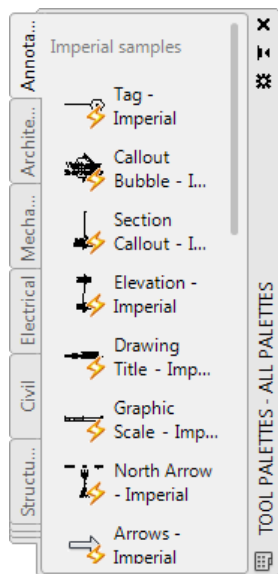 Imperial samples
Tag -
Imperial
Callout
Bubble - I...
Section
Callout - I...
Elevation -
Imperial
Drawing
Title - Imp...
Graphic
Scale - Imp...
North Arrow
- Imperial
Arrows -
Imperial
Annota...
Archite...
Mecha...
Electrical
Civil
Structu...
TOOL PALETTES - ALL PALETTES